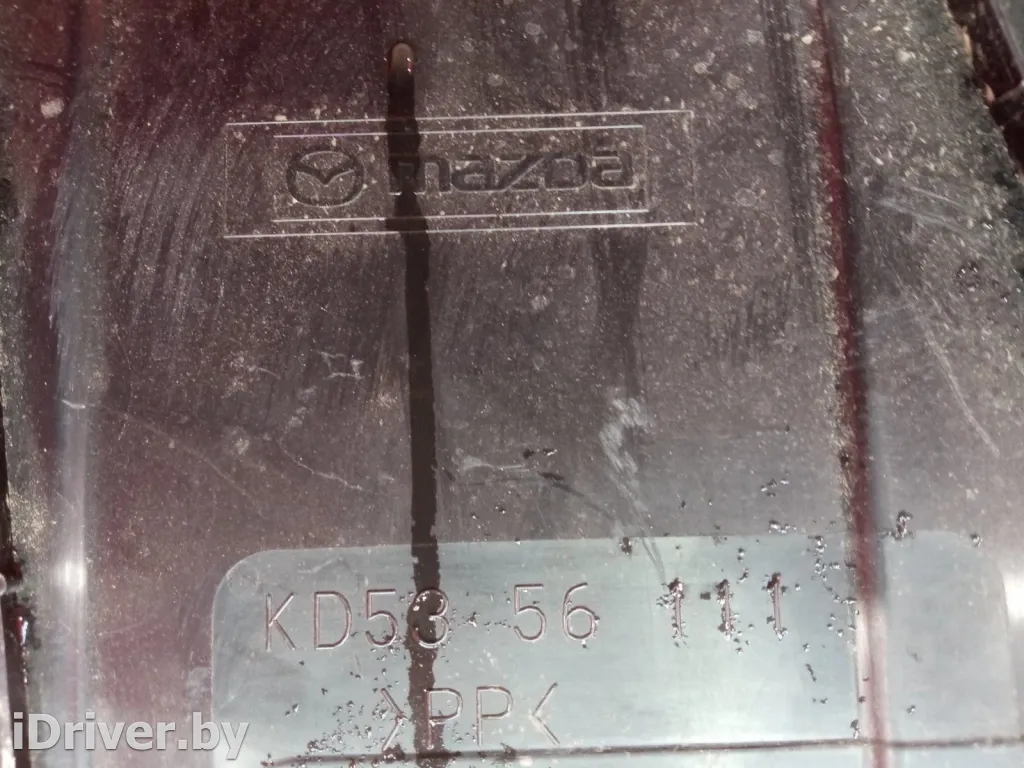 mazda
KD53 56 111
>PP<
iDriver.by